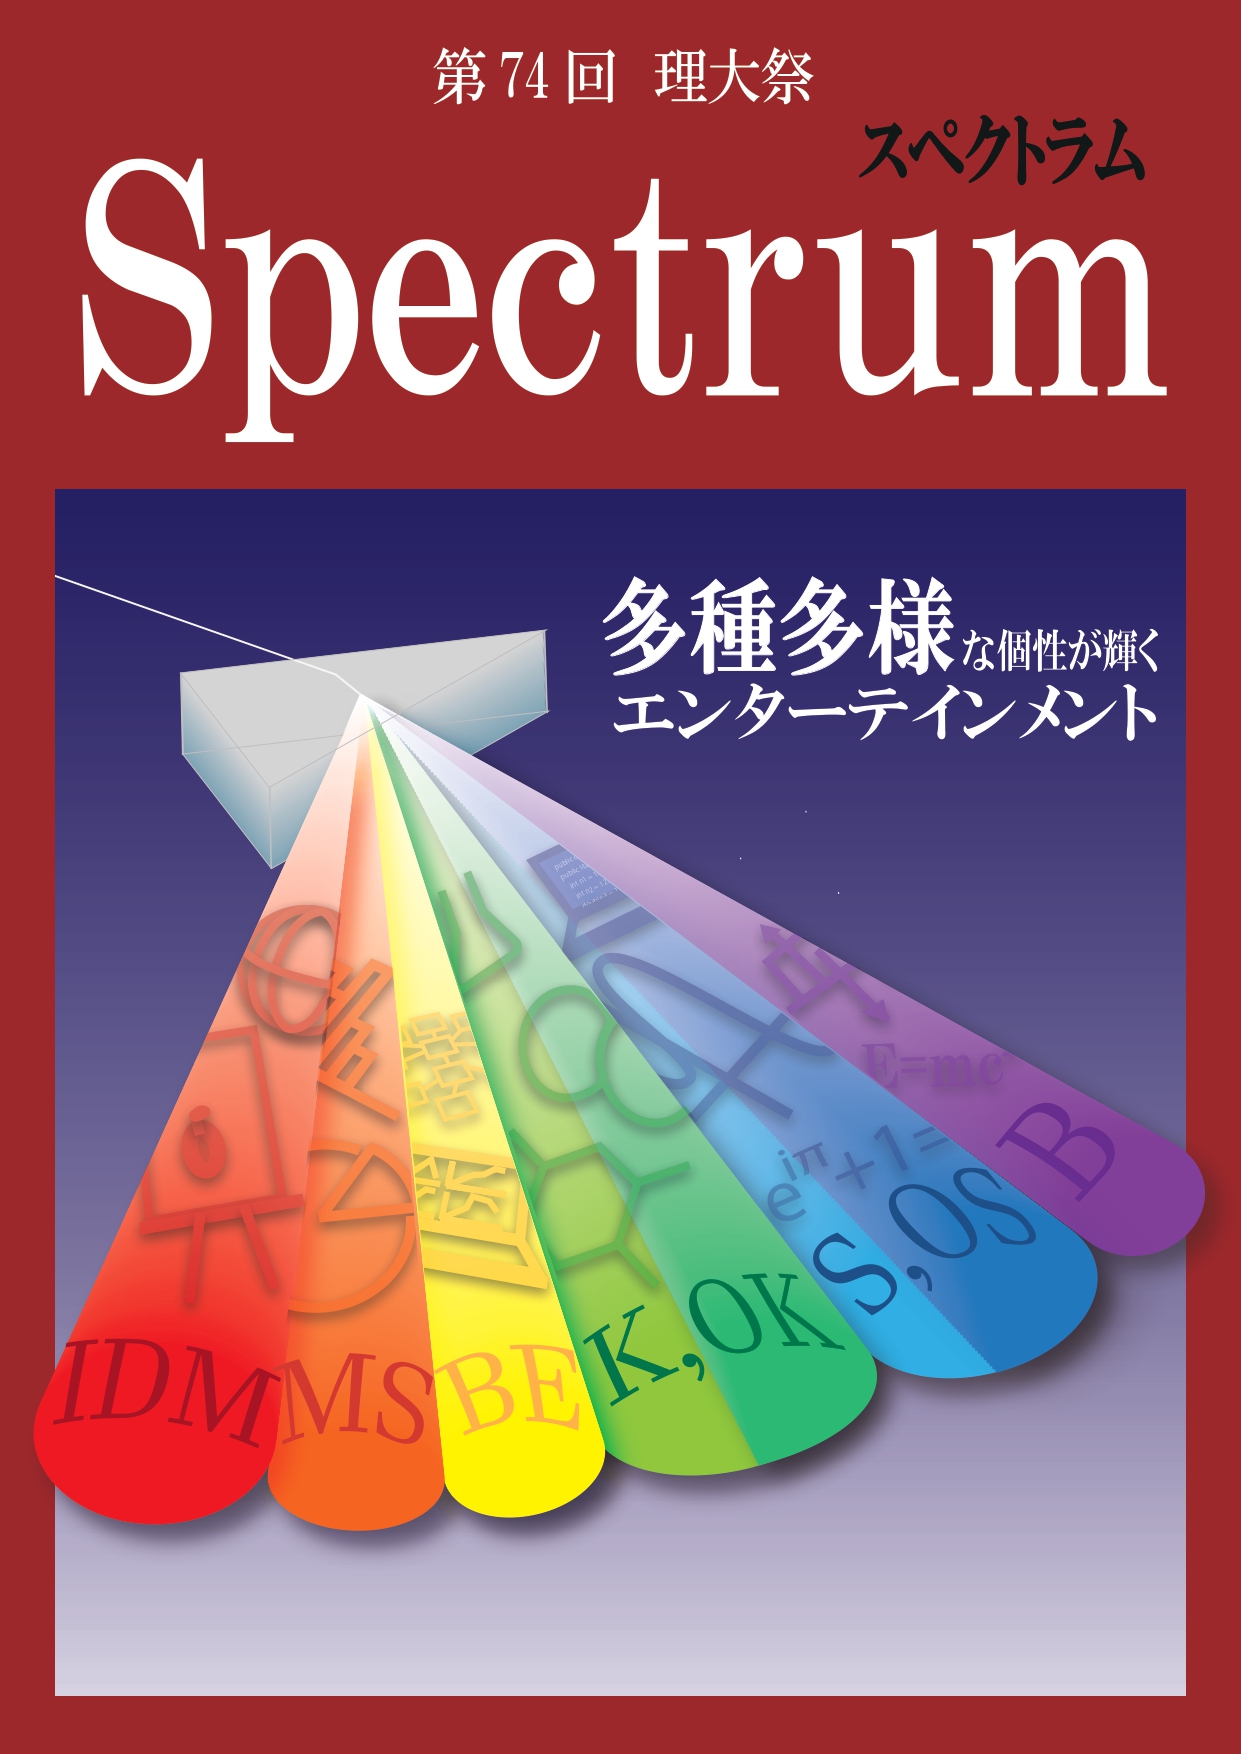 第74回 理大祭
スペクトラム
Spectrum
多種多様な個性が輝く
エンターテインメント
E=mc
e^iπ+1=
IDM
MS
BE
K,OK
S,OS
B